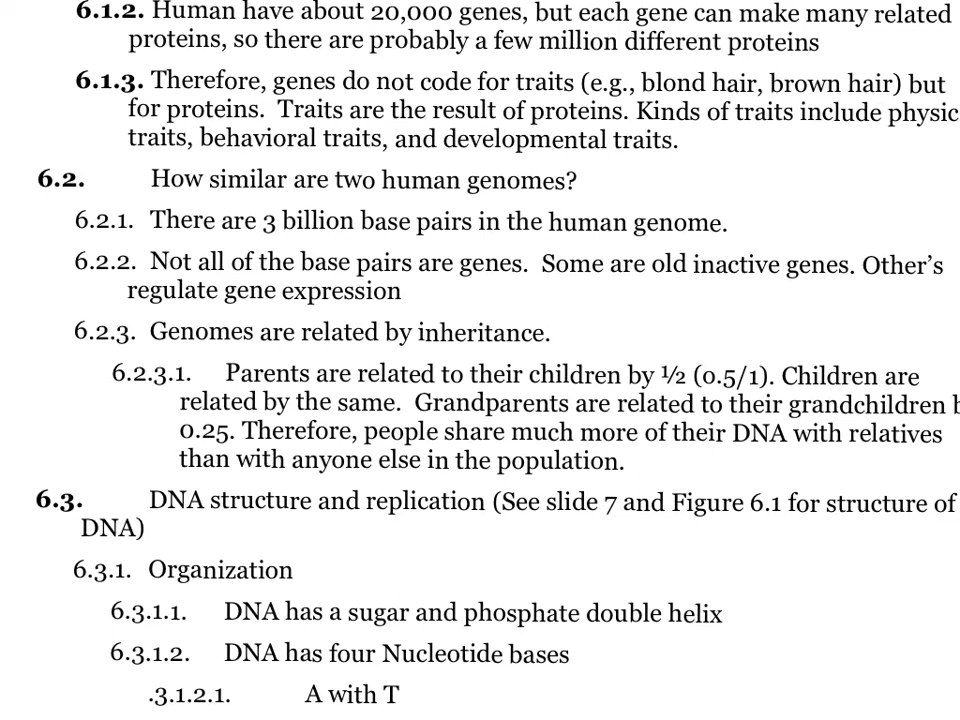 6.1.2. Human have about 20,000 genes, but each gene can make many related
proteins, so there are probably a few million different proteins
6.1.3. Therefore, genes do not code for traits (e.g., blond hair, brown hair) but
for proteins.  Traits are the result of proteins. Kinds of traits include physic
traits, behavioral traits, and developmental traits.
6.2. How similar are two human genomes?
6.2.1. There are 3 billion base pairs in the human genome.
6.2.2. Not all of the base pairs are genes.  Some are old inactive genes. Other’s
regulate gene expression
6.2.3. Genomes are related by inheritance.
6.2.3.1. Parents are related to their children by ½ (0.5/1). Children are
related by the same.  Grandparents are related to their grandchildren
0.25. Therefore, people share much more of their DNA with relatives
than with anyone else in the population.
6.3. DNA structure and replication (See slide 7 and Figure 6.1 for structure of
DNA)
6.3.1. Organization
6.3.1.1. DNA has a sugar and phosphate double helix
6.3.1.2. DNA has four Nucleotide bases
.3.1.2.1. A with T